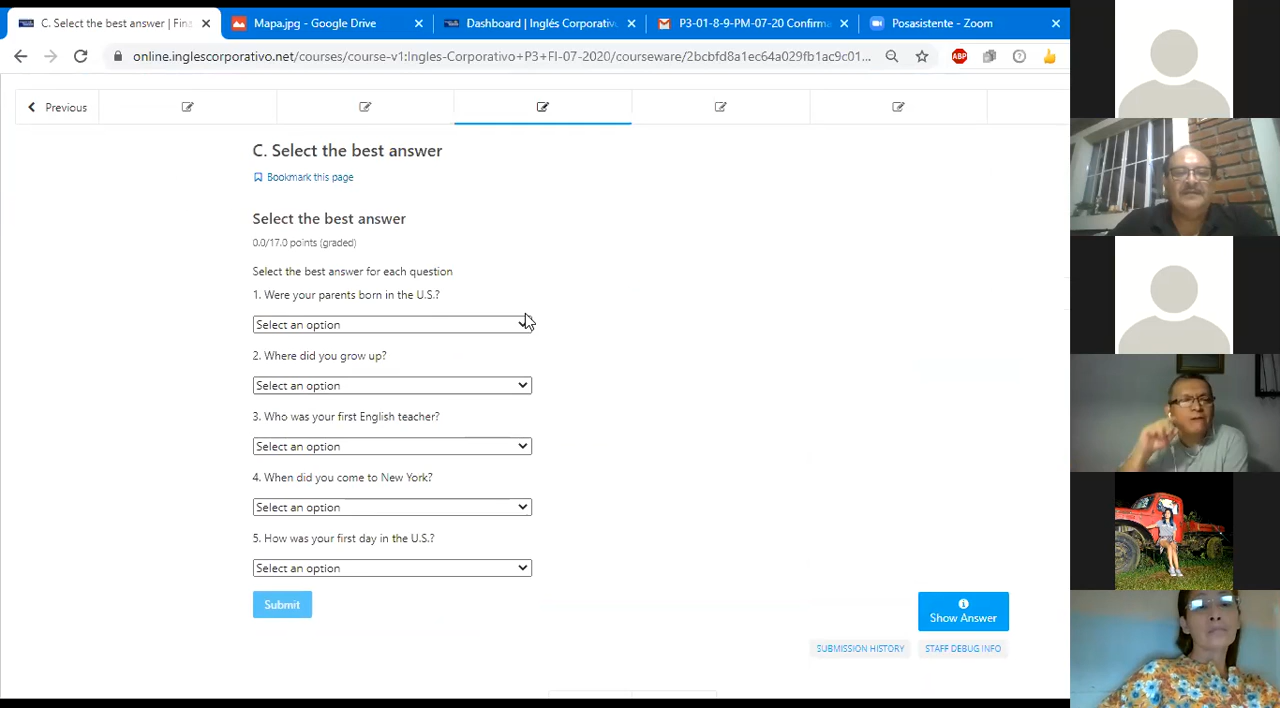 C. Select the best answer | Fina
Mapa.jpg - Google Drive
Dashboard | Inglés Corporativo
P3-01-8-9-PM-07-20 Confirma
Posasistente - Zoom
online.inglescorporativo.net/courses/course-v1:Ingles-Corporativo+P3+FI-07-2020/courseware/2bcbfd8a1ec64a029fb1ac9c01...
ABP
Previous
C. Select the best answer
Bookmark this page
Select the best answer
0.0/17.0 points (graded)
Select the best answer for each question
1. Were your parents born in the U.S.?
Select an option
2. Where did you grow up?
Select an option
3. Who was your first English teacher?
Select an option
4. When did you come to New York?
Select an option
5. How was your first day in the U.S.?
Select an option
Submit
Show Answer
SUBMISSION HISTORY
STAFF DEBUG INFO